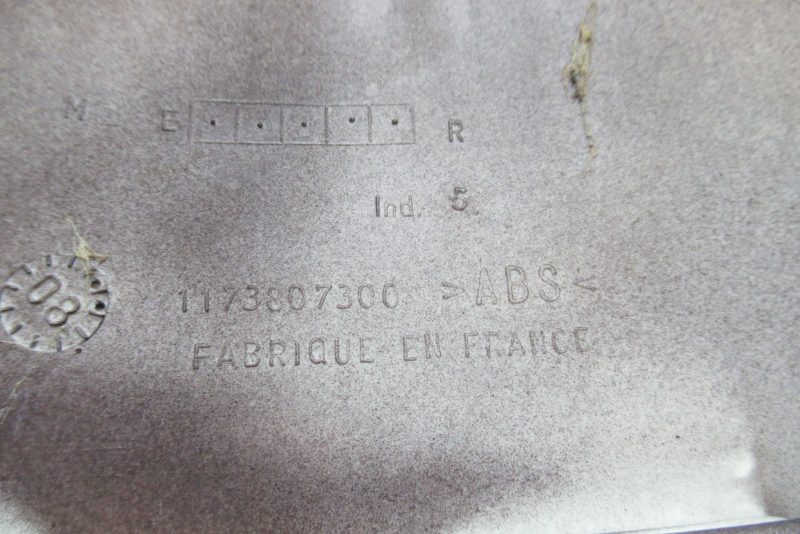 M E R
Ind. 5
08
1173807300 >ABS<
FABRIQUE EN FRANCE